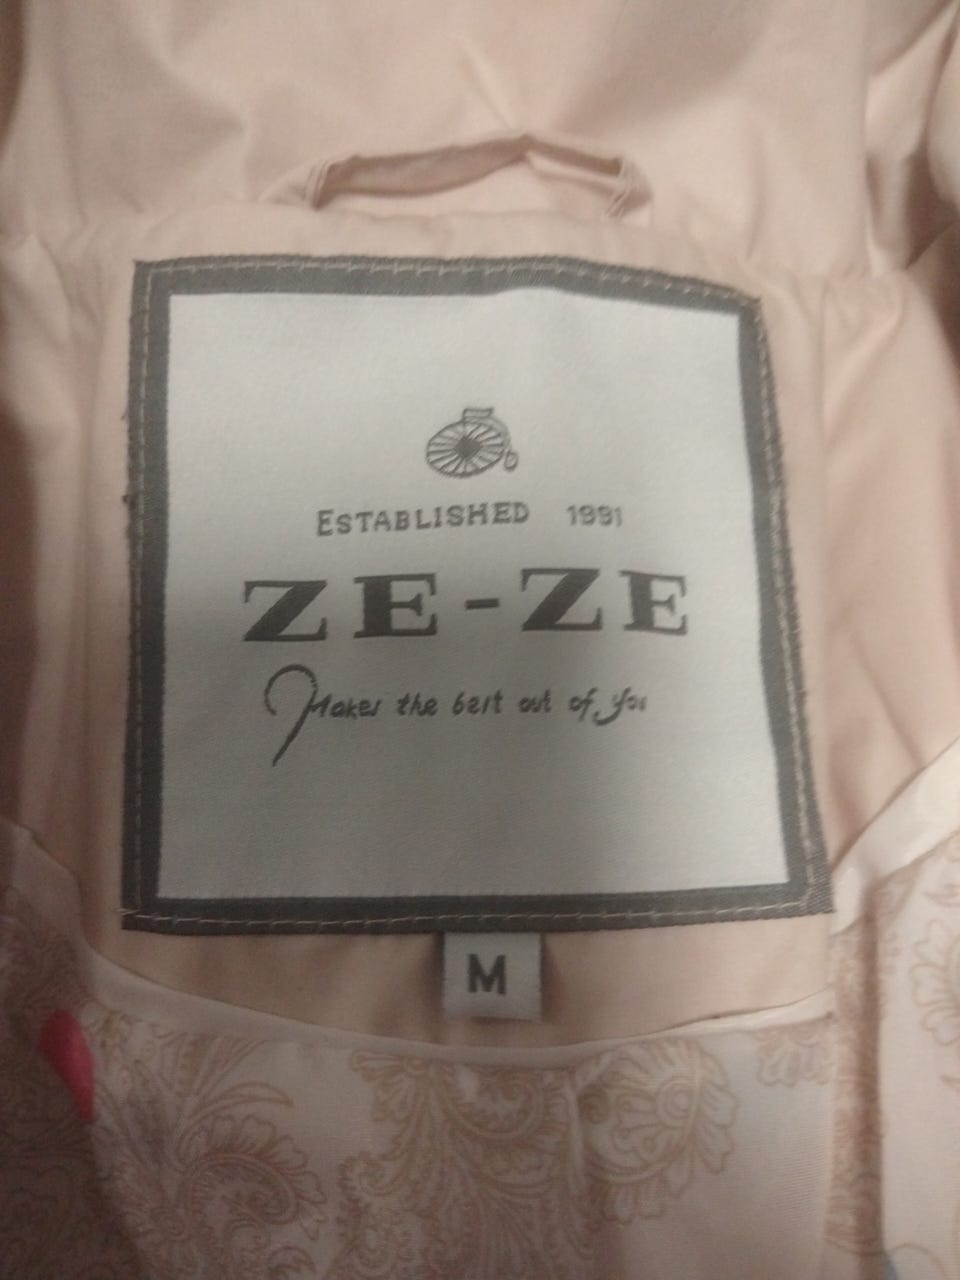 ESTABLISHED 1991
ZE-ZE
Makes the best out of you
M